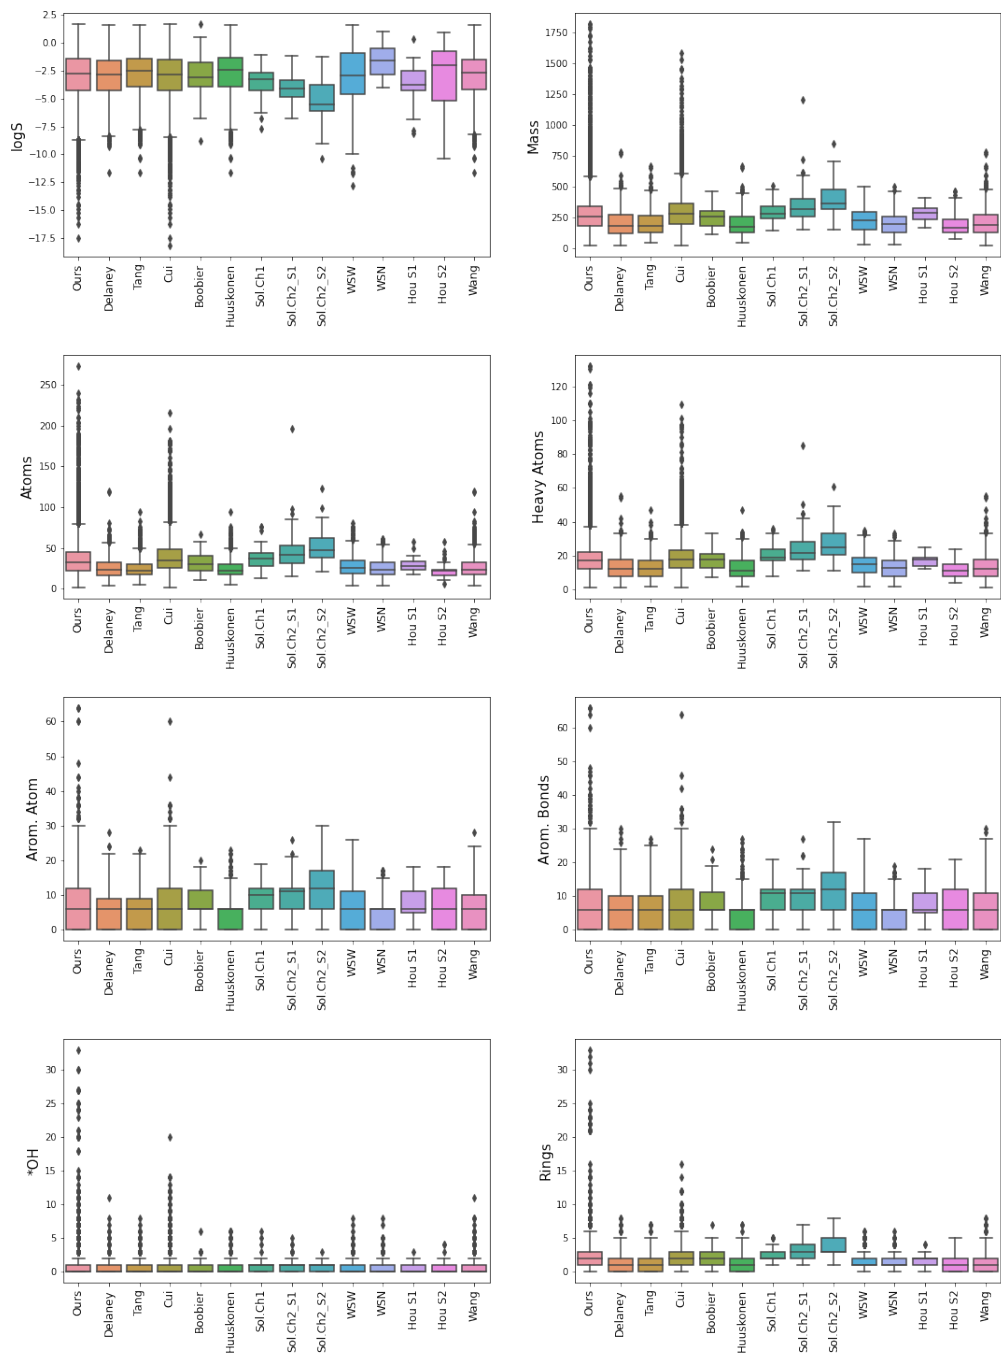 logS
2.5
0.0
−2.5
−5.0
−7.5
−10.0
−12.5
−15.0
−17.5
Ours
Delaney
Tang
Cui
Boobier
Huuskonen
Sol.Ch1
Sol.Ch2_S1
Sol.Ch2_S2
WSW
WSN
Hou S1
Hou S2
Wang
Mass
1750
1500
1250
1000
750
500
250
0
Ours
Delaney
Tang
Cui
Boobier
Huuskonen
Sol.Ch1
Sol.Ch2_S1
Sol.Ch2_S2
WSW
WSN
Hou S1
Hou S2
Wang
Atoms
250
200
150
100
50
0
Ours
Delaney
Tang
Cui
Boobier
Huuskonen
Sol.Ch1
Sol.Ch2_S1
Sol.Ch2_S2
WSW
WSN
Hou S1
Hou S2
Wang
Heavy Atoms
120
100
80
60
40
20
0
Ours
Delaney
Tang
Cui
Boobier
Huuskonen
Sol.Ch1
Sol.Ch2_S1
Sol.Ch2_S2
WSW
WSN
Hou S1
Hou S2
Wang
Arom. Atom
60
50
40
30
20
10
0
Ours
Delaney
Tang
Cui
Boobier
Huuskonen
Sol.Ch1
Sol.Ch2_S1
Sol.Ch2_S2
WSW
WSN
Hou S1
Hou S2
Wang
Arom. Bonds
60
50
40
30
20
10
0
Ours
Delaney
Tang
Cui
Boobier
Huuskonen
Sol.Ch1
Sol.Ch2_S1
Sol.Ch2_S2
WSW
WSN
Hou S1
Hou S2
Wang
*OH
30
25
20
15
10
5
0
Ours
Delaney
Tang
Cui
Boobier
Huuskonen
Sol.Ch1
Sol.Ch2_S1
Sol.Ch2_S2
WSW
WSN
Hou S1
Hou S2
Wang
Rings
30
25
20
15
10
5
0
Ours
Delaney
Tang
Cui
Boobier
Huuskonen
Sol.Ch1
Sol.Ch2_S1
Sol.Ch2_S2
WSW
WSN
Hou S1
Hou S2
Wang